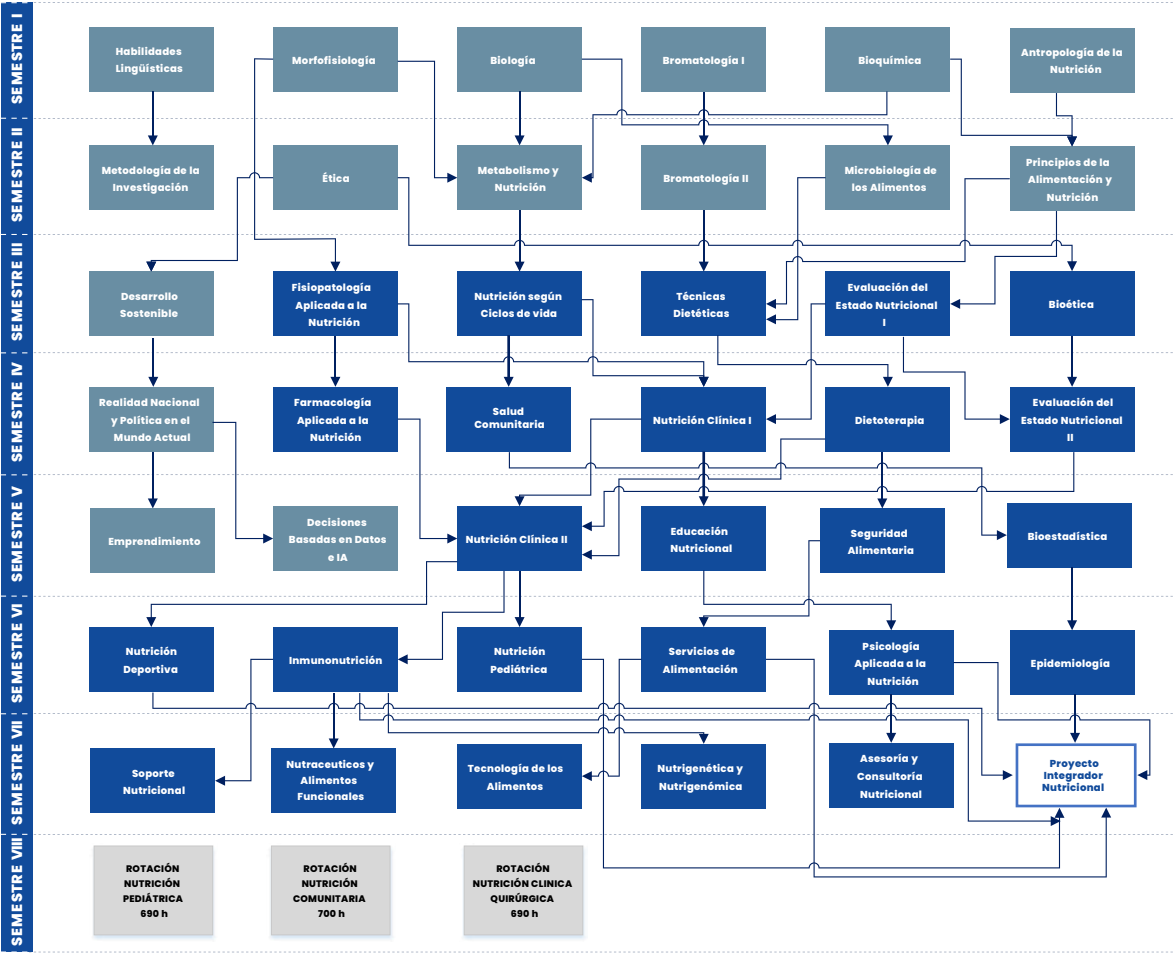 SEMESTRE I
Habilidades
Lingüísticas
Morfofisiología
Biología
Bromatología I
Bioquímica
Antropología de la
Nutrición
SEMESTRE II
Metodología de la
Investigación
Ética
Metabolismo y
Nutrición
Bromatología II
Microbiología de
los Alimentos
Principios de la
Alimentación y
Nutrición
SEMESTRE III
Desarrollo
Sostenible
Fisiopatología
Aplicada a la
Nutrición
Nutrición según
Ciclos de vida
Técnicas
Dietéticas
Evaluación del
Estado Nutricional
I
Bioética
SEMESTRE IV
Realidad Nacional
y Política en el
Mundo Actual
Farmacología
Aplicada a la
Nutrición
Salud
Comunitaria
Nutrición Clínica I
Dietoterapia
Evaluación del
Estado Nutricional
II
SEMESTRE V
Emprendimiento
Decisiones
Basadas en Datos
e IA
Nutrición Clínica II
Educación
Nutricional
Seguridad
Alimentaria
Bioestadística
SEMESTRE VI
Nutrición
Deportiva
Inmunonutrición
Nutrición
Pediátrica
Servicios de
Alimentación
Psicología
Aplicada a la
Nutrición
Epidemiología
SEMESTRE VII
Soporte
Nutricional
Nutraceuticos y
Alimentos
Funcionales
Tecnología de los
Alimentos
Nutrigenética y
Nutrigenómica
Asesoría y
Consultoría
Nutricional
Proyecto
Integrador
Nutricional
SEMESTRE VIII
ROTACIÓN
NUTRICIÓN
PEDIÁTRICA
690 h
ROTACIÓN
NUTRICIÓN
COMUNITARIA
700 h
ROTACIÓN
NUTRICIÓN CLINICA
QUIRÚRGICA
690 h